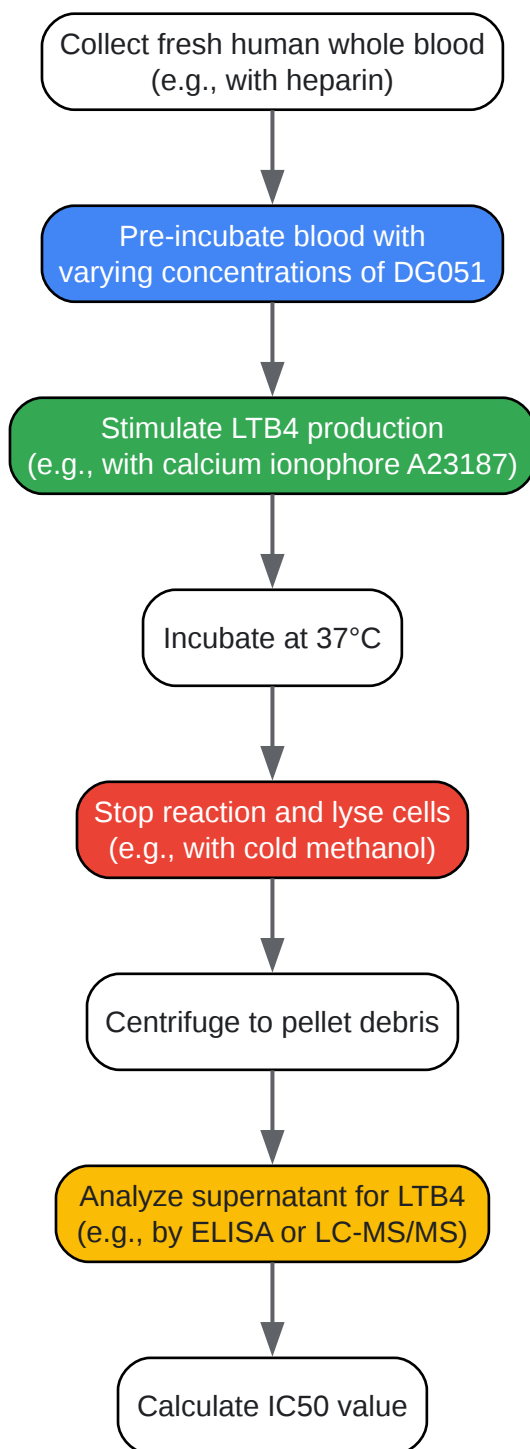 Collect fresh human whole blood
(e.g., with heparin)
Pre-incubate blood with
varying concentrations of DG051
Stimulate LTB4 production
(e.g., with calcium ionophore A23187)
Incubate at 37°C
Stop reaction and lyse cells
(e.g., with cold methanol)
Centrifuge to pellet debris
Analyze supernatant for LTB4
(e.g., by ELISA or LC-MS/MS)
Calculate IC50 value